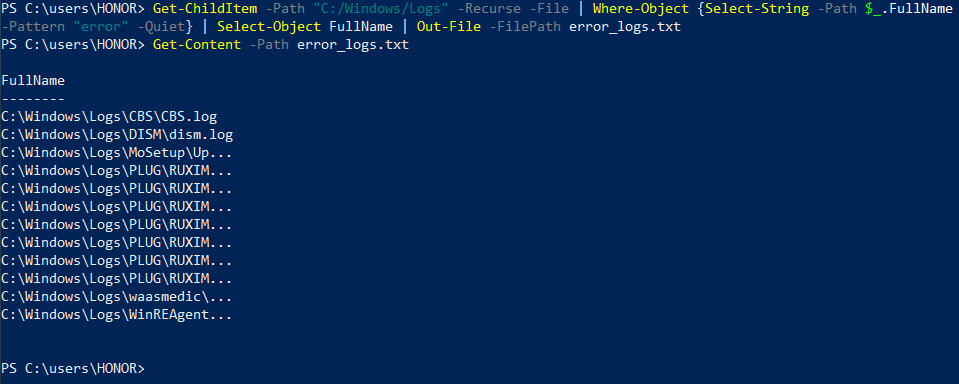 PS C:\users\HONOR> Get-ChildItem -Path "C:/Windows/Logs" -Recurse -File | Where-Object {Select-String -Path $_.FullName
-Pattern "error" -Quiet} | Select-Object FullName | Out-File -FilePath error_logs.txt
PS C:\users\HONOR> Get-Content -Path error_logs.txt
FullName
--------
C:\Windows\Logs\CBS\CBS.log
C:\Windows\Logs\DISM\dism.log
C:\Windows\Logs\MoSetup\Up...
C:\Windows\Logs\PLUG\RUXIM...
C:\Windows\Logs\PLUG\RUXIM...
C:\Windows\Logs\PLUG\RUXIM...
C:\Windows\Logs\PLUG\RUXIM...
C:\Windows\Logs\PLUG\RUXIM...
C:\Windows\Logs\PLUG\RUXIM...
C:\Windows\Logs\PLUG\RUXIM...
C:\Windows\Logs\waasmedic\...
C:\Windows\Logs\WinREAgent...
PS C:\users\HONOR>